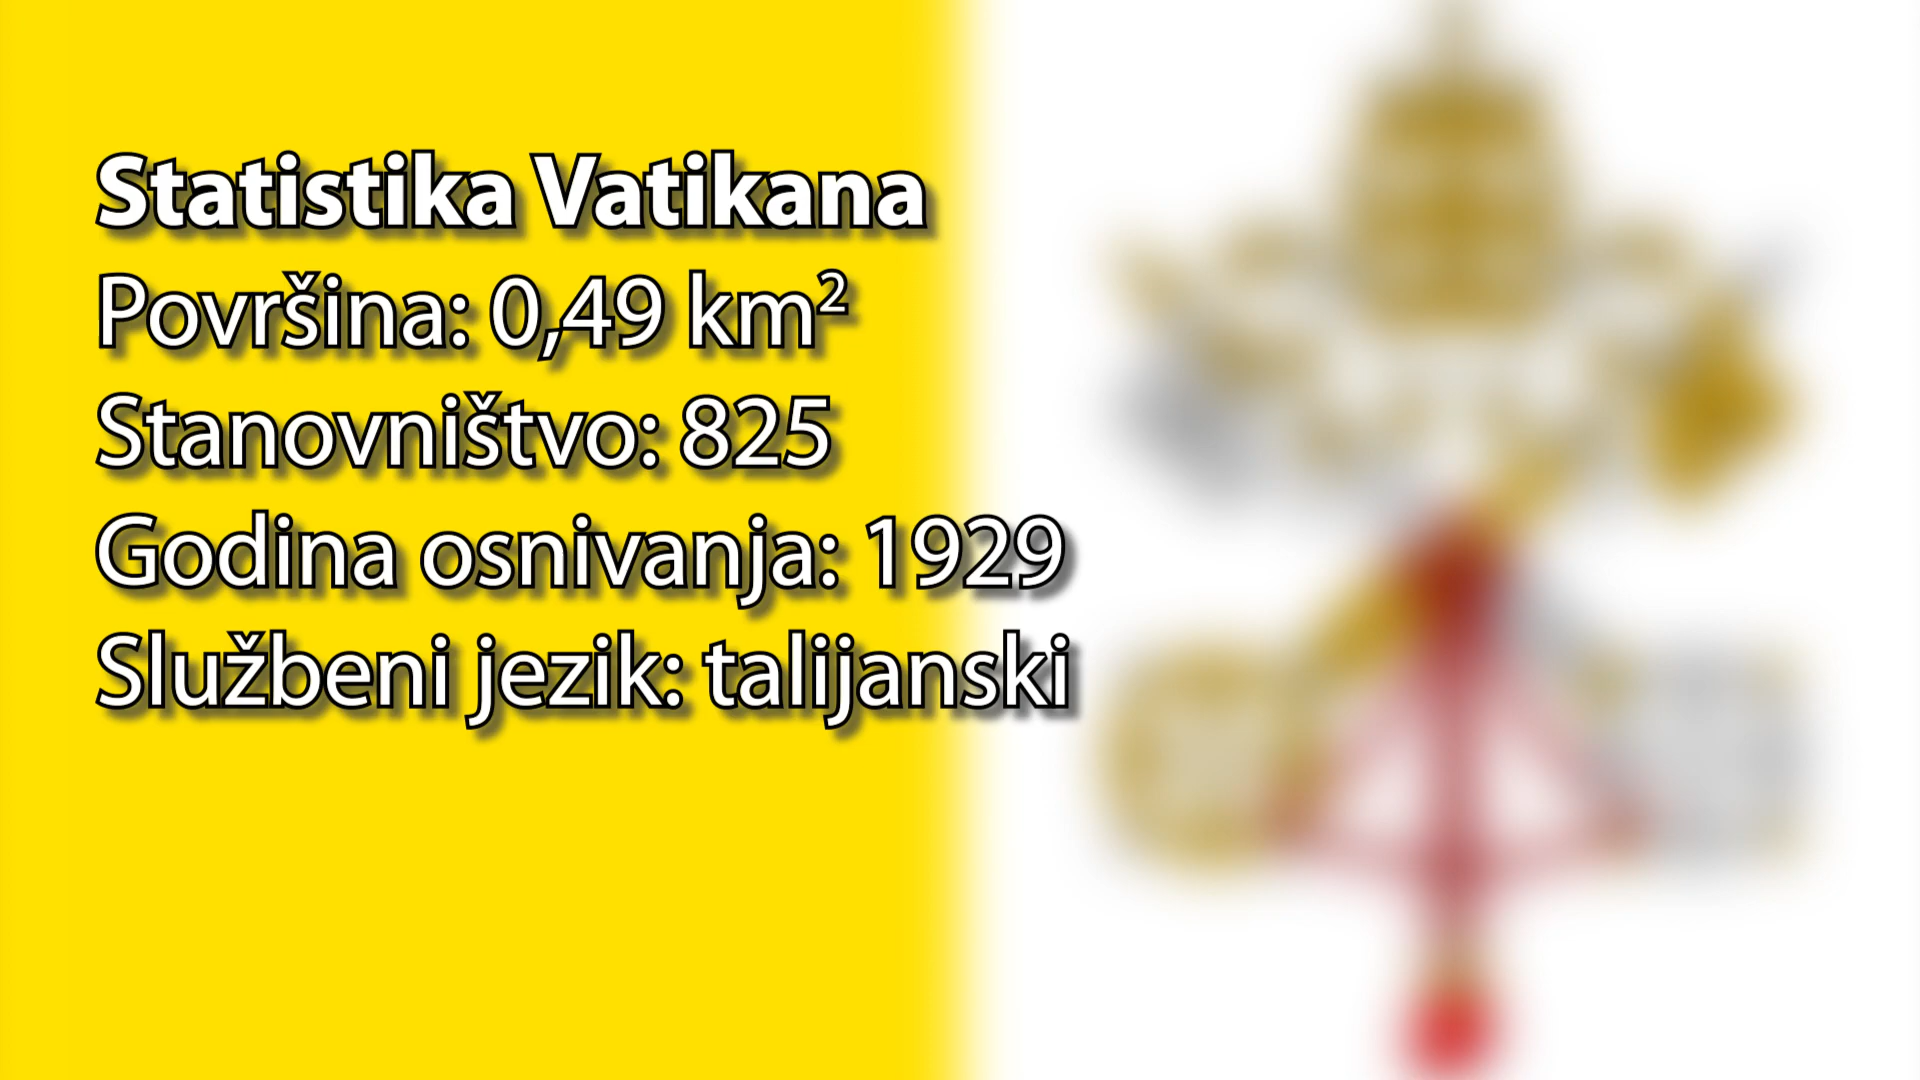 Statistika Vatikana
Površina: 0,49 km²
Stanovništvo: 825
Godina osnivanja: 1929
Službeni jezik: talijanski